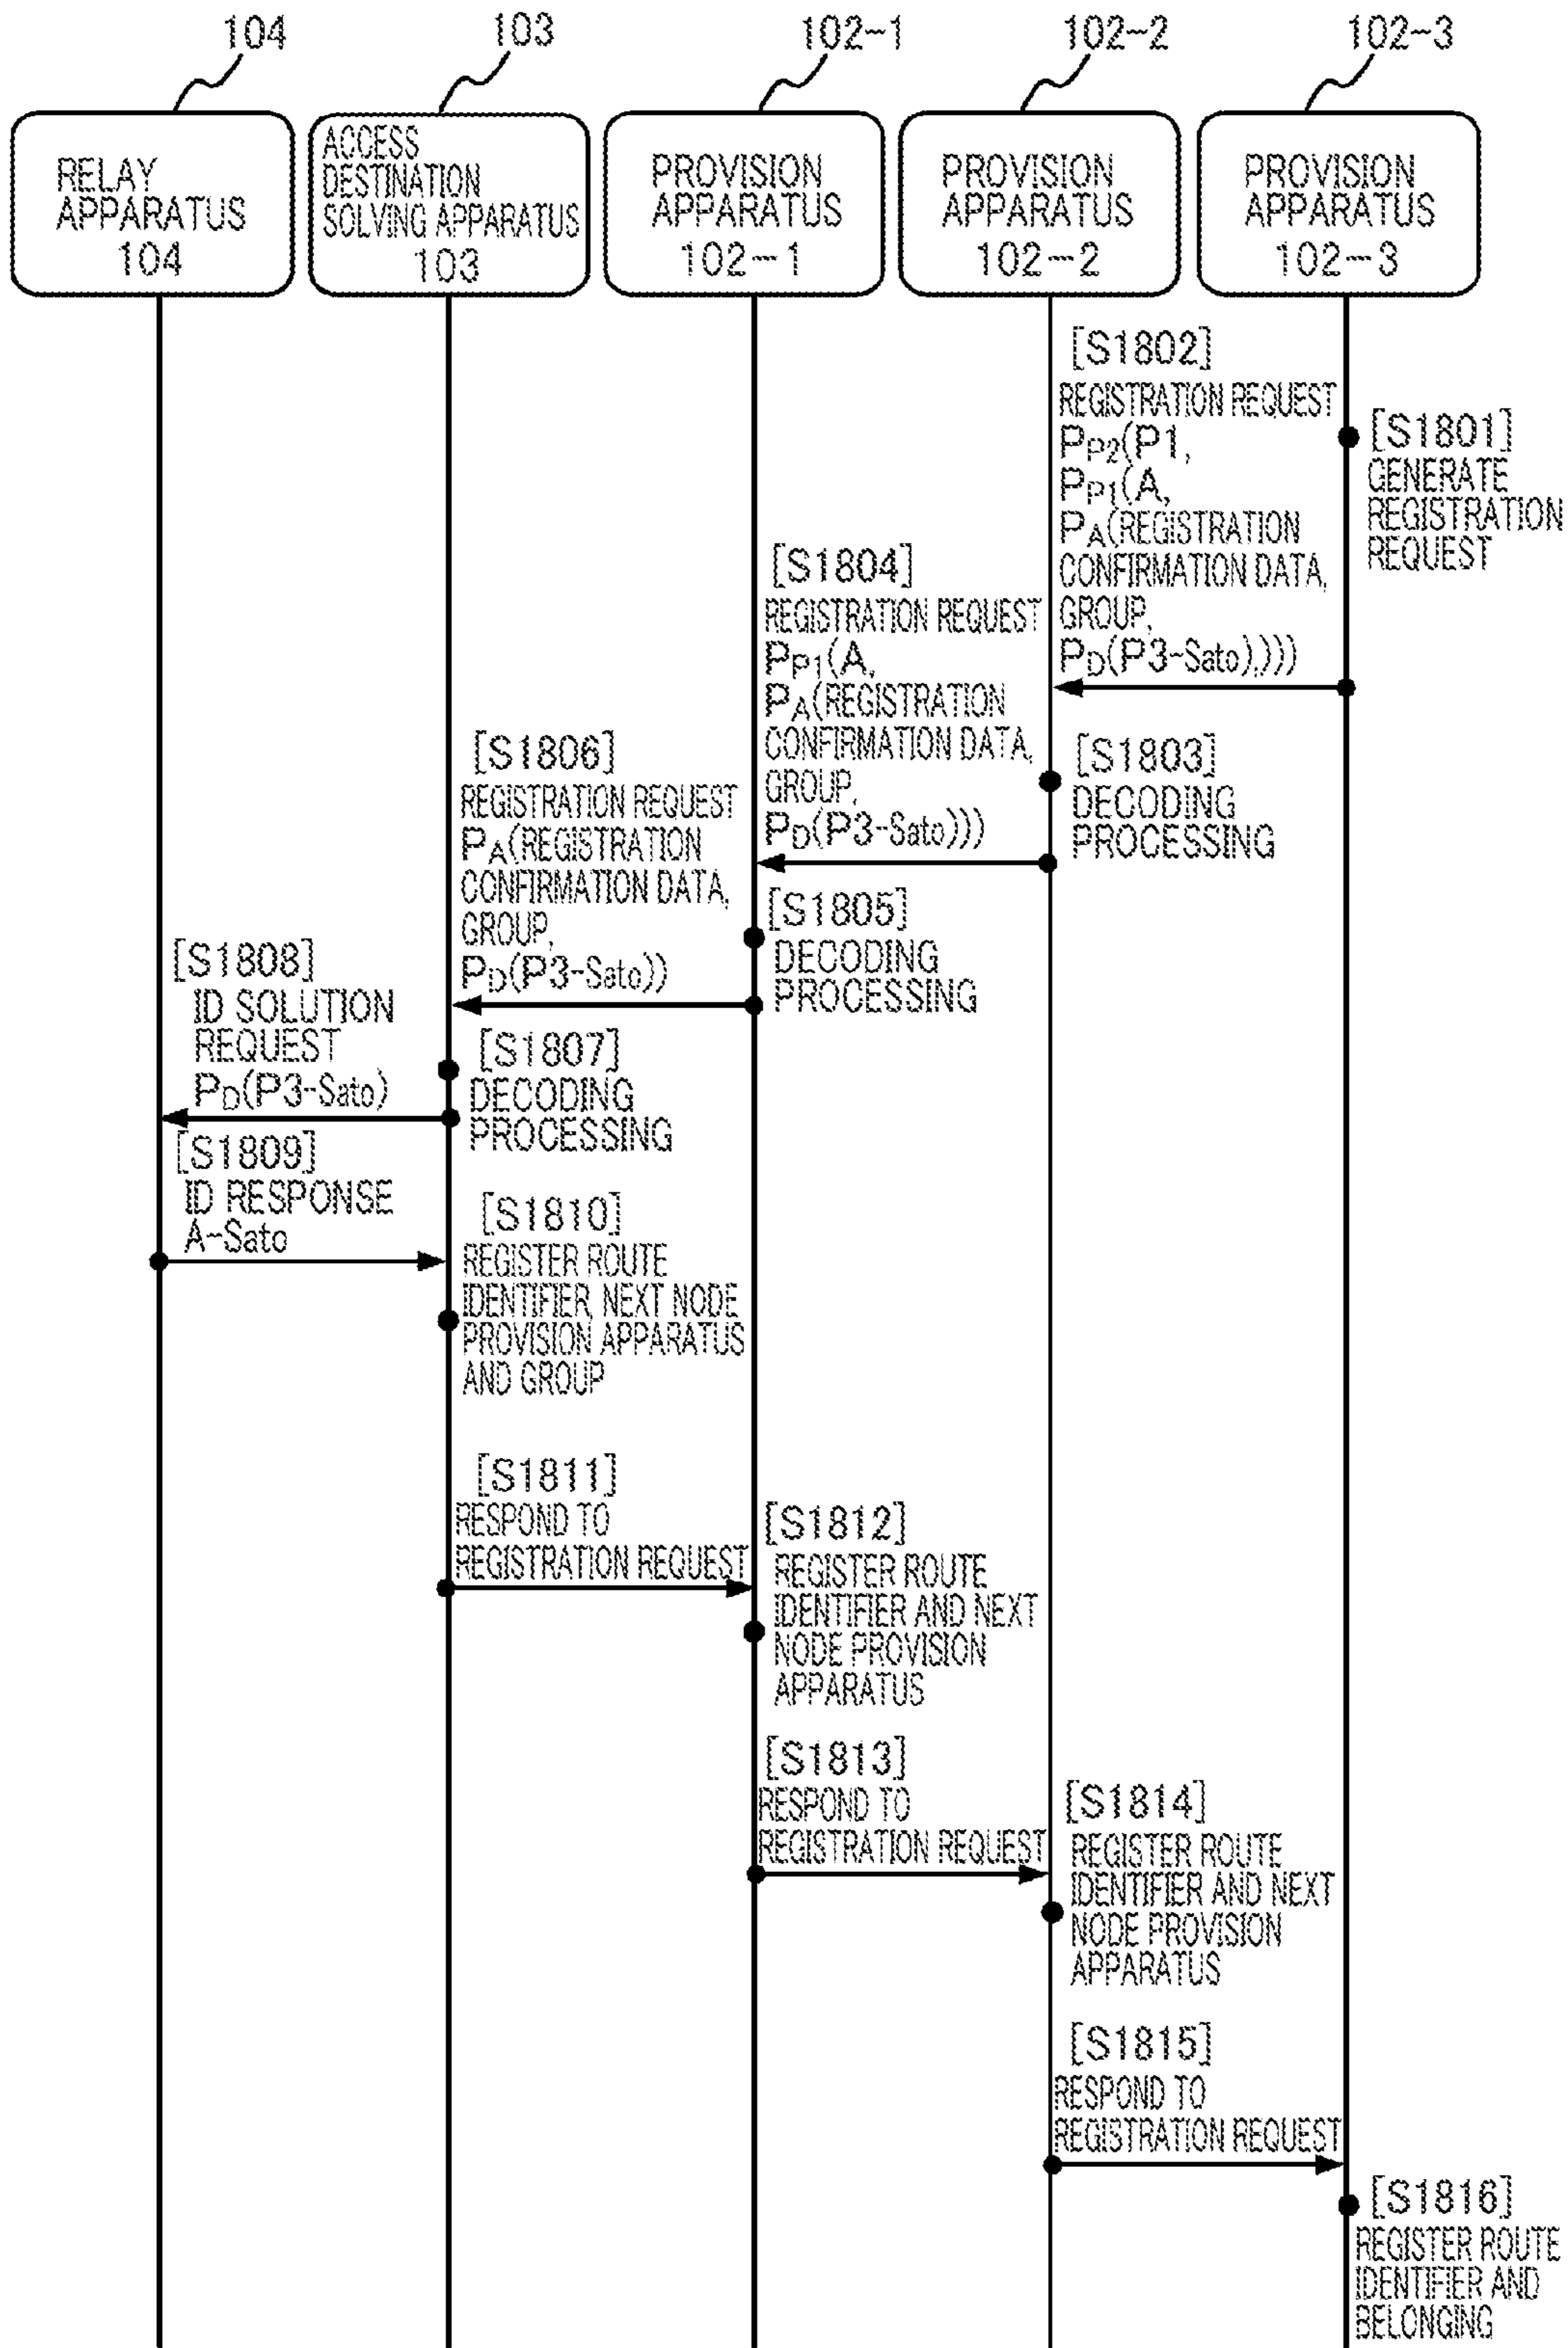 104
103
102-1
102-2
102-3
RELAY
APPARATUS
104
ACCESS
DESTINATION
SOLVING APPARATUS
103
PROVISION
APPARATUS
102-1
PROVISION
APPARATUS
102-2
PROVISION
APPARATUS
102-3
[S1801]
GENERATE
REGISTRATION
REQUEST
[S1802]
REGISTRATION REQUEST
PP2(P1,
PP1(A,
PA(REGISTRATION
CONFIRMATION DATA,
GROUP,
PD(P3-Sato),)))
[S1803]
DECODING
PROCESSING
[S1804]
REGISTRATION REQUEST
PP1(A,
PA(REGISTRATION
CONFIRMATION DATA,
GROUP,
PD(P3-Sato)))
[S1805]
DECODING
PROCESSING
[S1806]
REGISTRATION REQUEST
PA(REGISTRATION
CONFIRMATION DATA,
GROUP,
PD(P3-Sato))
[S1807]
DECODING
PROCESSING
[S1808]
ID SOLUTION
REQUEST
PD(P3-Sato)
[S1809]
ID RESPONSE
A-Sato
[S1810]
REGISTER ROUTE
IDENTIFIER, NEXT NODE
PROVISION APPARATUS
AND GROUP
[S1811]
RESPOND TO
REGISTRATION REQUEST
[S1812]
REGISTER ROUTE
IDENTIFIER AND NEXT
NODE PROVISION
APPARATUS
[S1813]
RESPOND TO
REGISTRATION REQUEST
[S1814]
REGISTER ROUTE
IDENTIFIER AND NEXT
NODE PROVISION
APPARATUS
[S1815]
RESPOND TO
REGISTRATION REQUEST
[S1816]
REGISTER ROUTE
IDENTIFIER AND
BELONGING